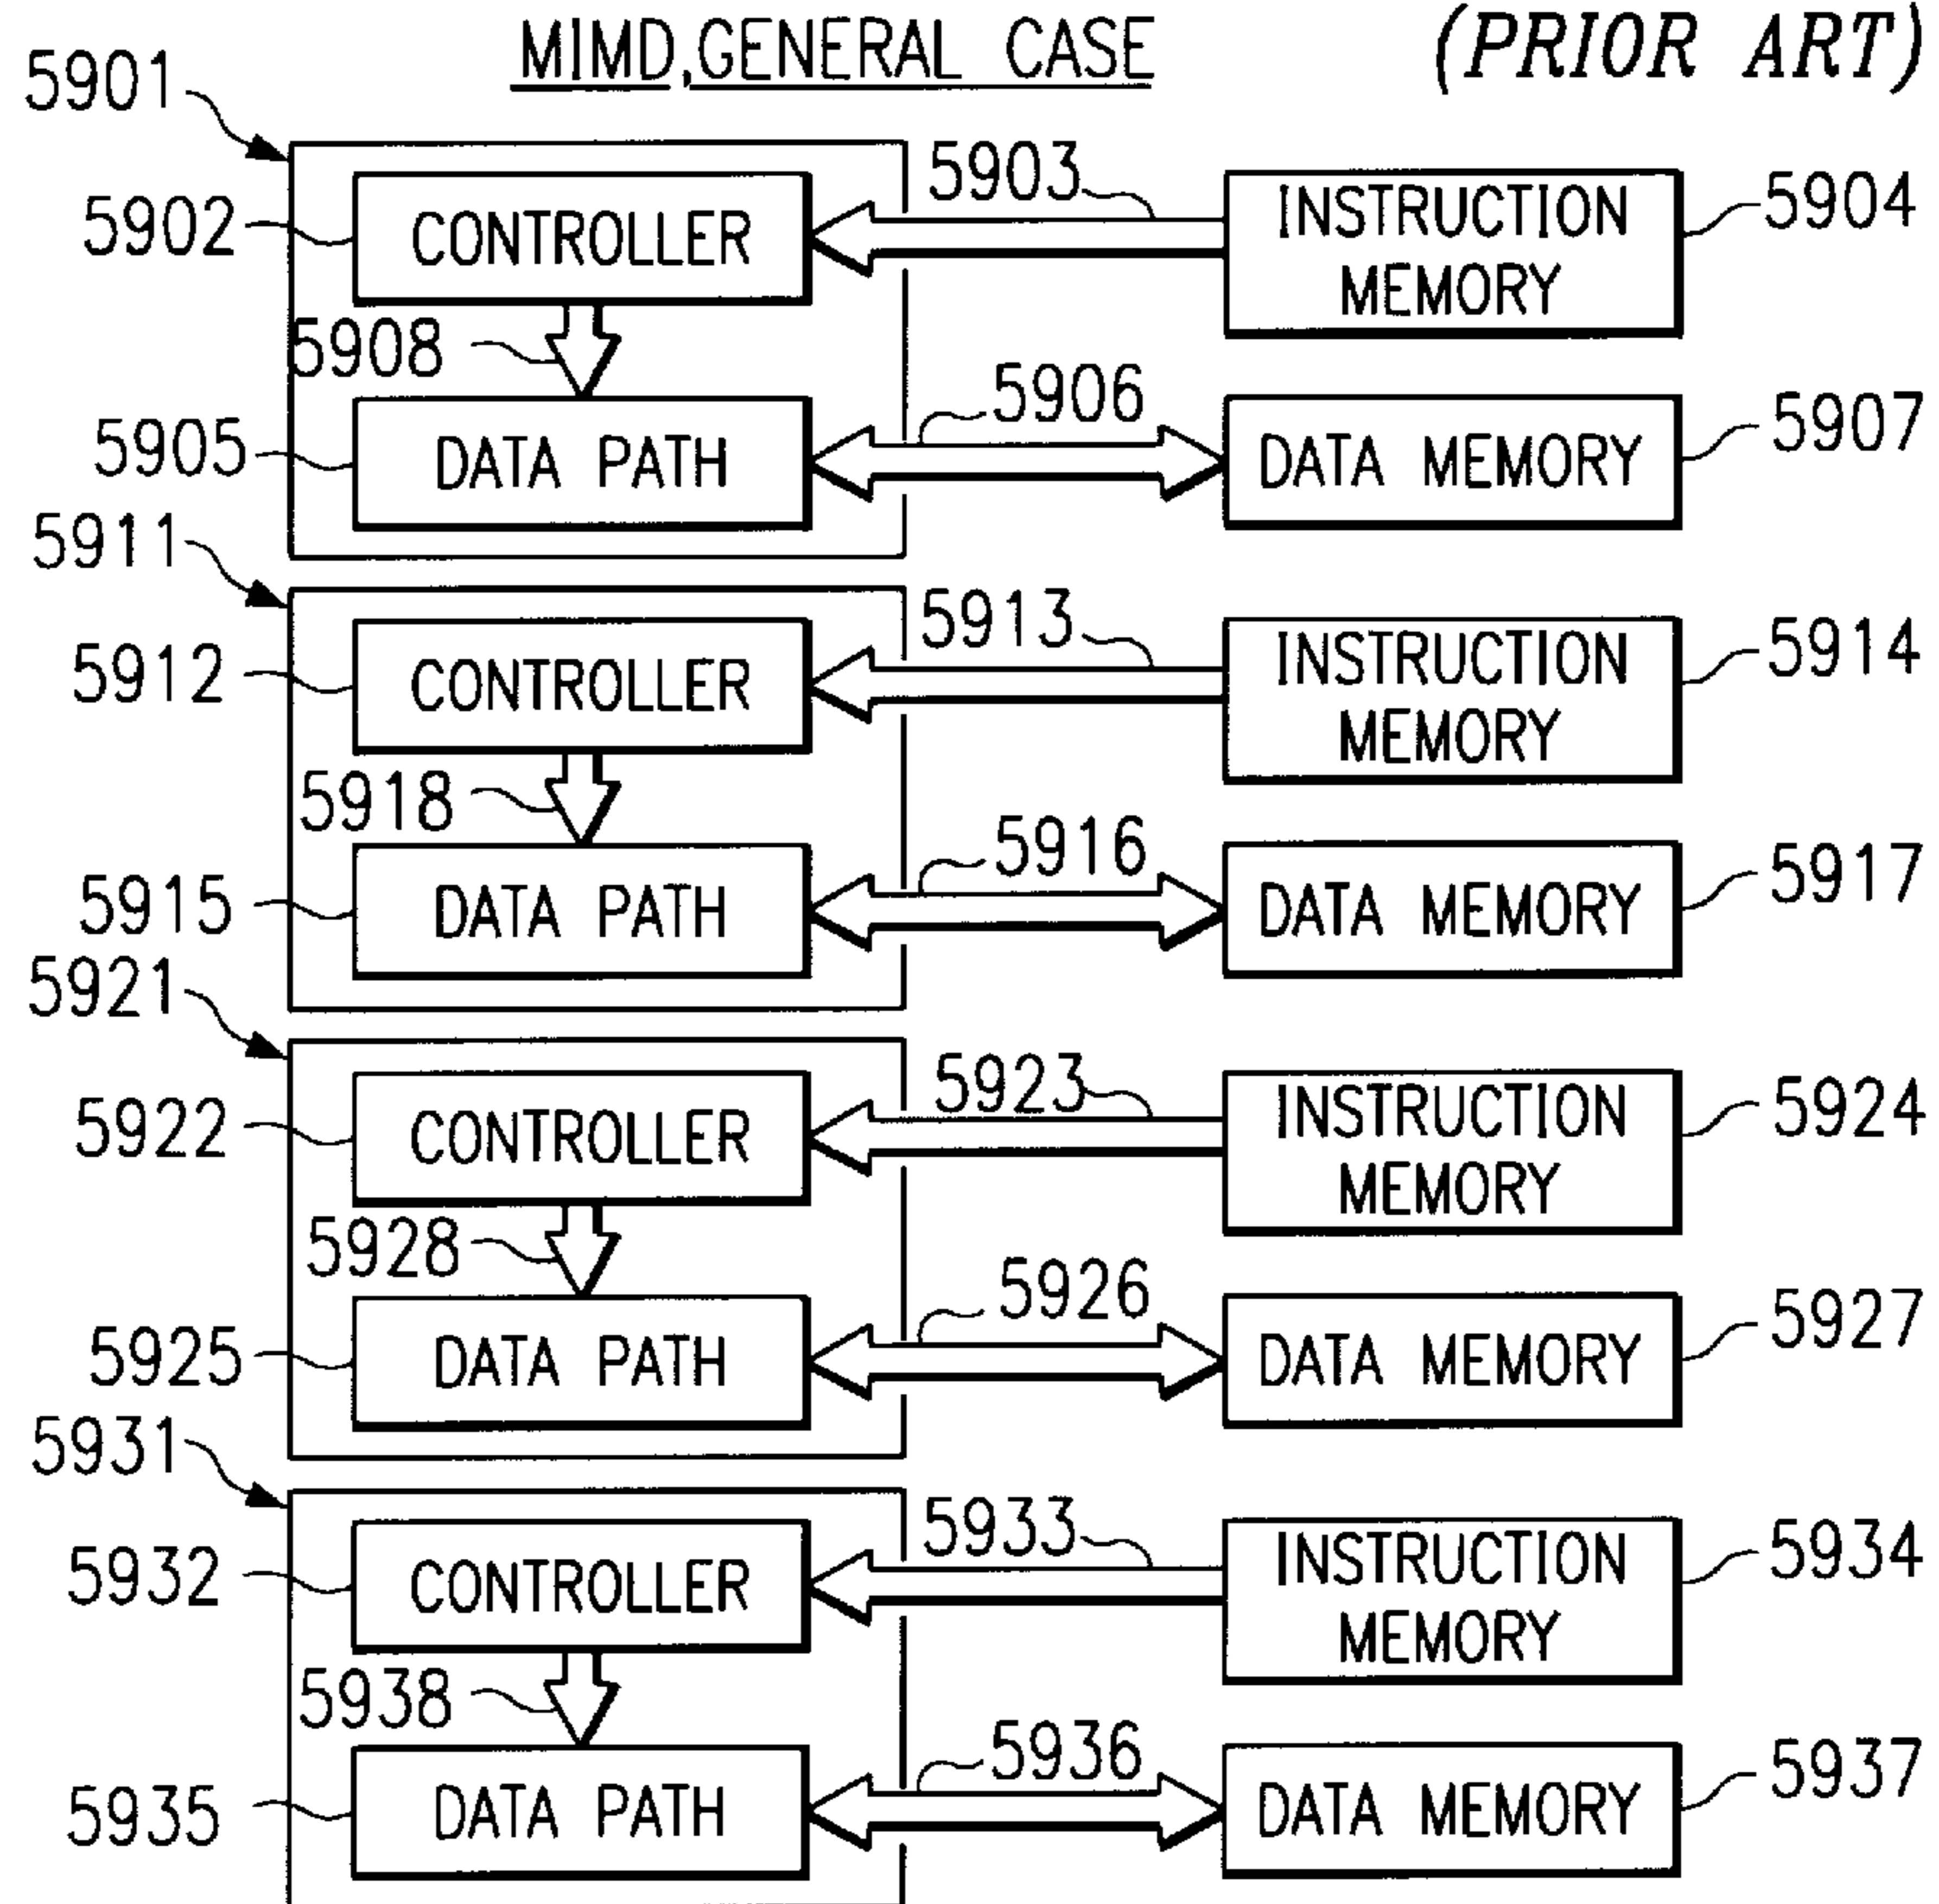 MIMD,GENERAL CASE
(PRIOR ART)
5901
5902
CONTROLLER
5903
INSTRUCTION
MEMORY
5904
5908
5905
DATA PATH
5906
DATA MEMORY
5907
5911
5912
CONTROLLER
5913
INSTRUCTION
MEMORY
5914
5918
5915
DATA PATH
5916
DATA MEMORY
5917
5921
5922
CONTROLLER
5923
INSTRUCTION
MEMORY
5924
5928
5925
DATA PATH
5926
DATA MEMORY
5927
5931
5932
CONTROLLER
5933
INSTRUCTION
MEMORY
5934
5938
5935
DATA PATH
5936
DATA MEMORY
5937